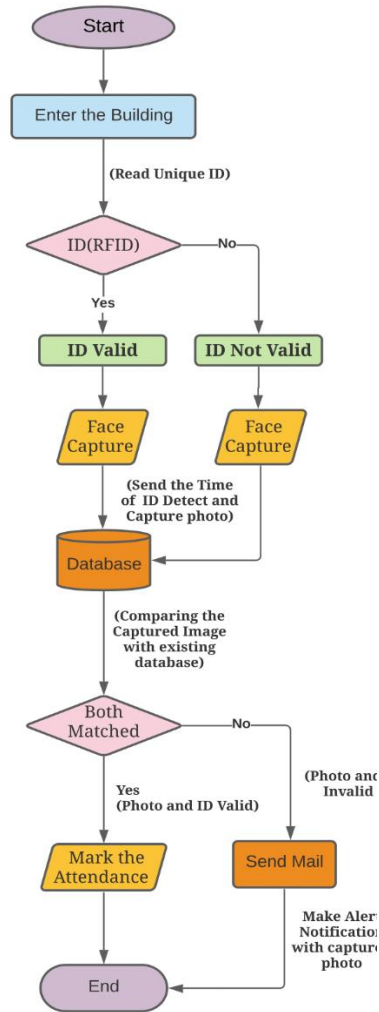 Start
Enter the Building
(Read Unique ID)
ID(RFID)
No
Yes
ID Valid
ID Not Valid
Face
Capture
Face
Capture
(Send the Time
of ID Detect and
Capture photo)
Database
(Comparing the
Captured Image
with existing
database)
Both
Matched
No
Yes
(Photo and ID Valid)
(Photo and
Invalid
Mark the
Attendance
Send Mail
Make Alert
Notification
with capture
photo
End